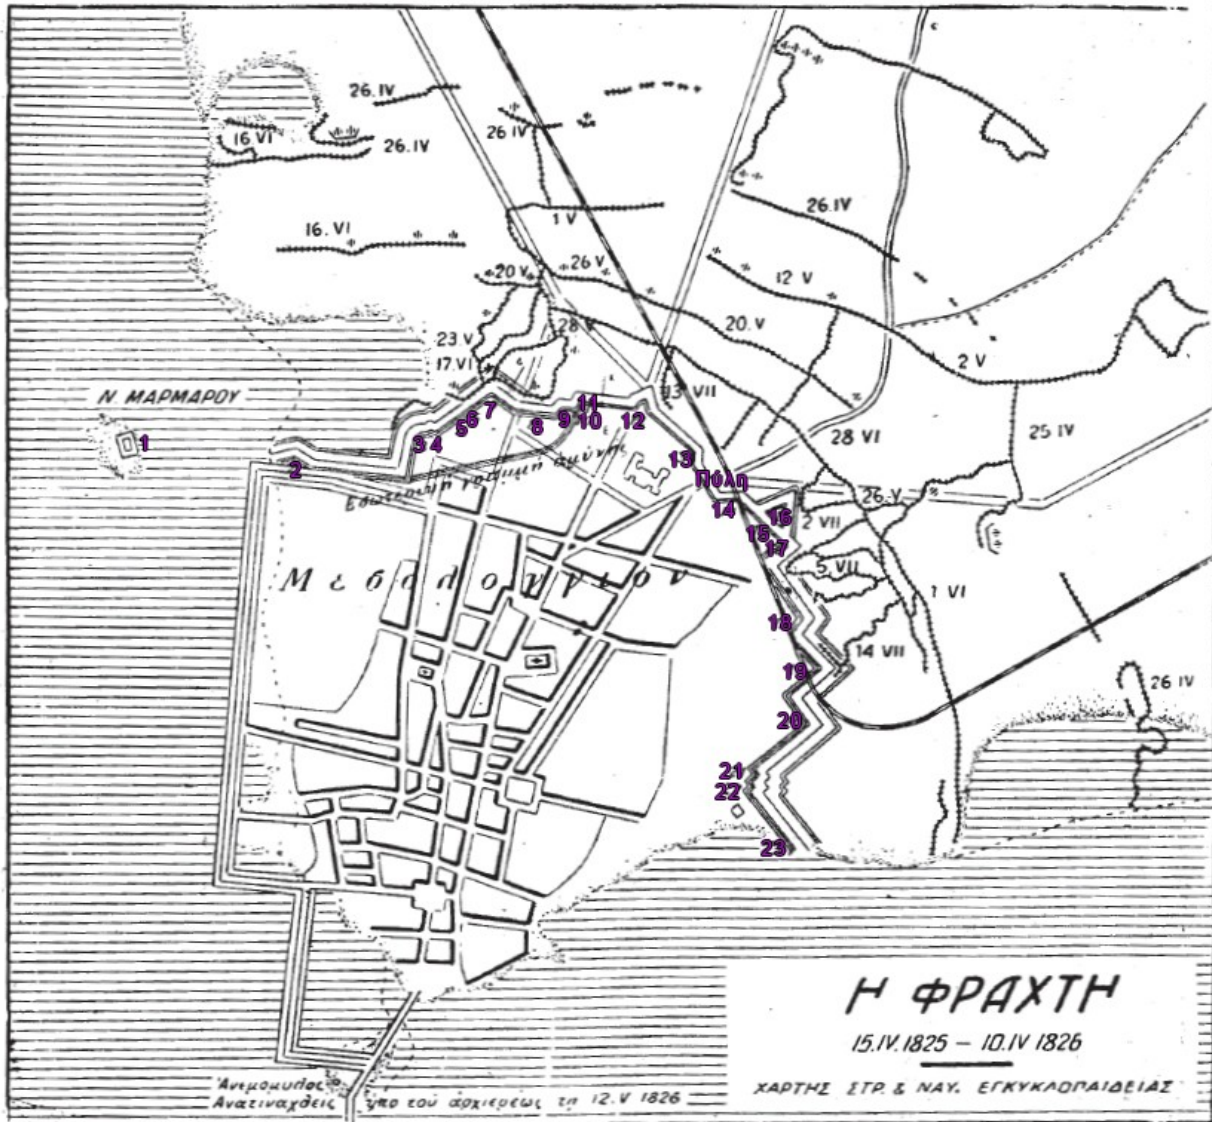 26.IV
26 IV
16 VI
26.IV
26.IV
16. VI
1 V
20 V
26 V
12 V
20. V
23 V
28 V
17. VI
2 V
13 VII
Ν. ΜΑΡΜΑΡΟΥ
1
2
3
4
5
6
7
8
9
10
11
12
28 VI
25 IV
13
Πύλη
14
26 V
15
16
2 VII
17
Μεσολόγγιον
5 VII
1 VI
18
14 VII
19
26 IV
20
21
22
23
Η ΦΡΑΧΤΗ
15.IV.1825 – 10.IV 1826
ΧΑΡΤΗΣ ΣΤΡ. & ΝΑΥ. ΕΓΚΥΚΛΟΠΑΙΔΕΙΑΣ
Ἀνεμόμυλος
Ανατιναχθείς υπο του αρχιερεως τη 12. V 1826